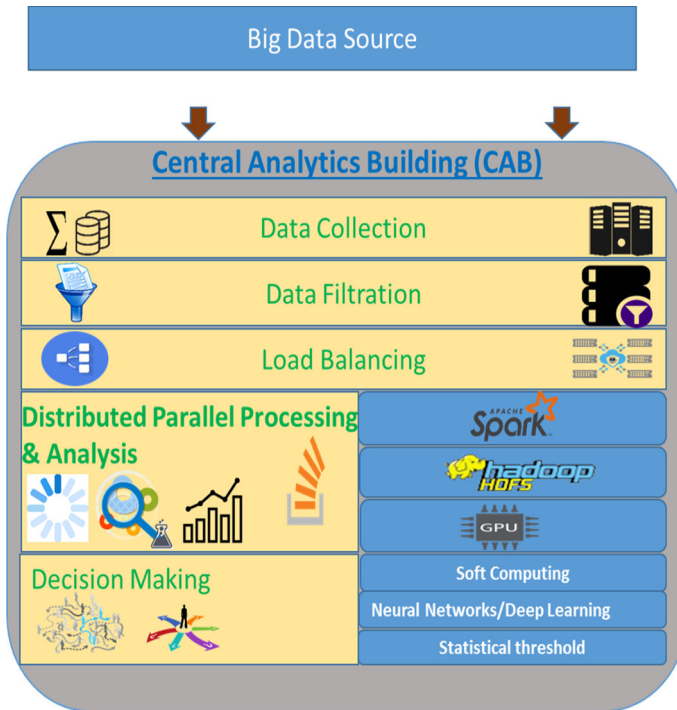 Big Data Source
Central Analytics Building (CAB)
Σ
Data Collection
Data Filtration
Load Balancing
Distributed Parallel Processing
& Analysis
APACHE
Spark
hadoop
HDFS
GPU
Decision Making
Soft Computing
Neural Networks/Deep Learning
Statistical threshold